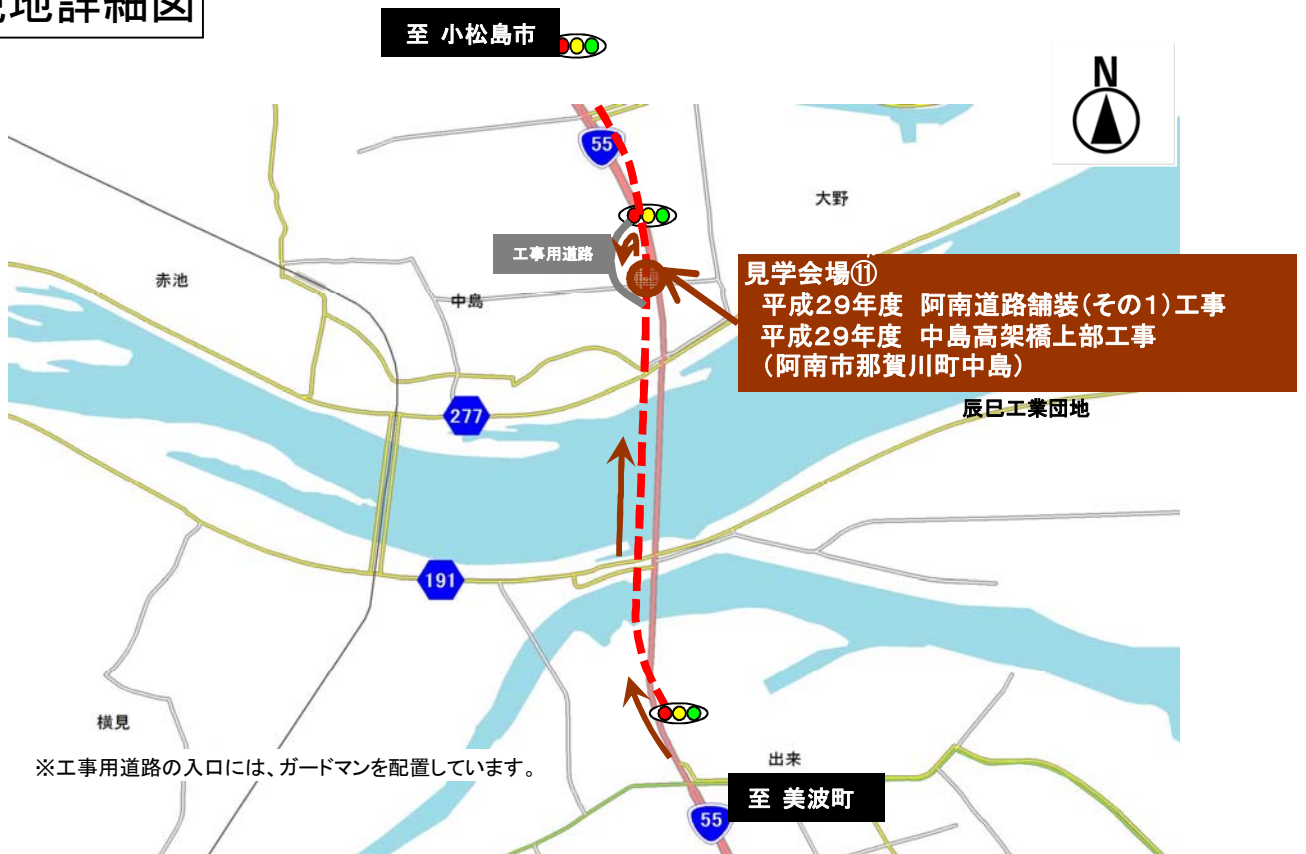 地詳細図
至 小松島市
N
55
大野
工事用道路
赤池
中島
見学会場⑪
平成29年度 阿南道路舗装(その1)工事
平成29年度 中島高架橋上部工事
(阿南市那賀川町中島)
辰巳工業団地
277
191
横見
出来
※工事用道路の入口には、ガードマンを配置しています。
至 美波町
55